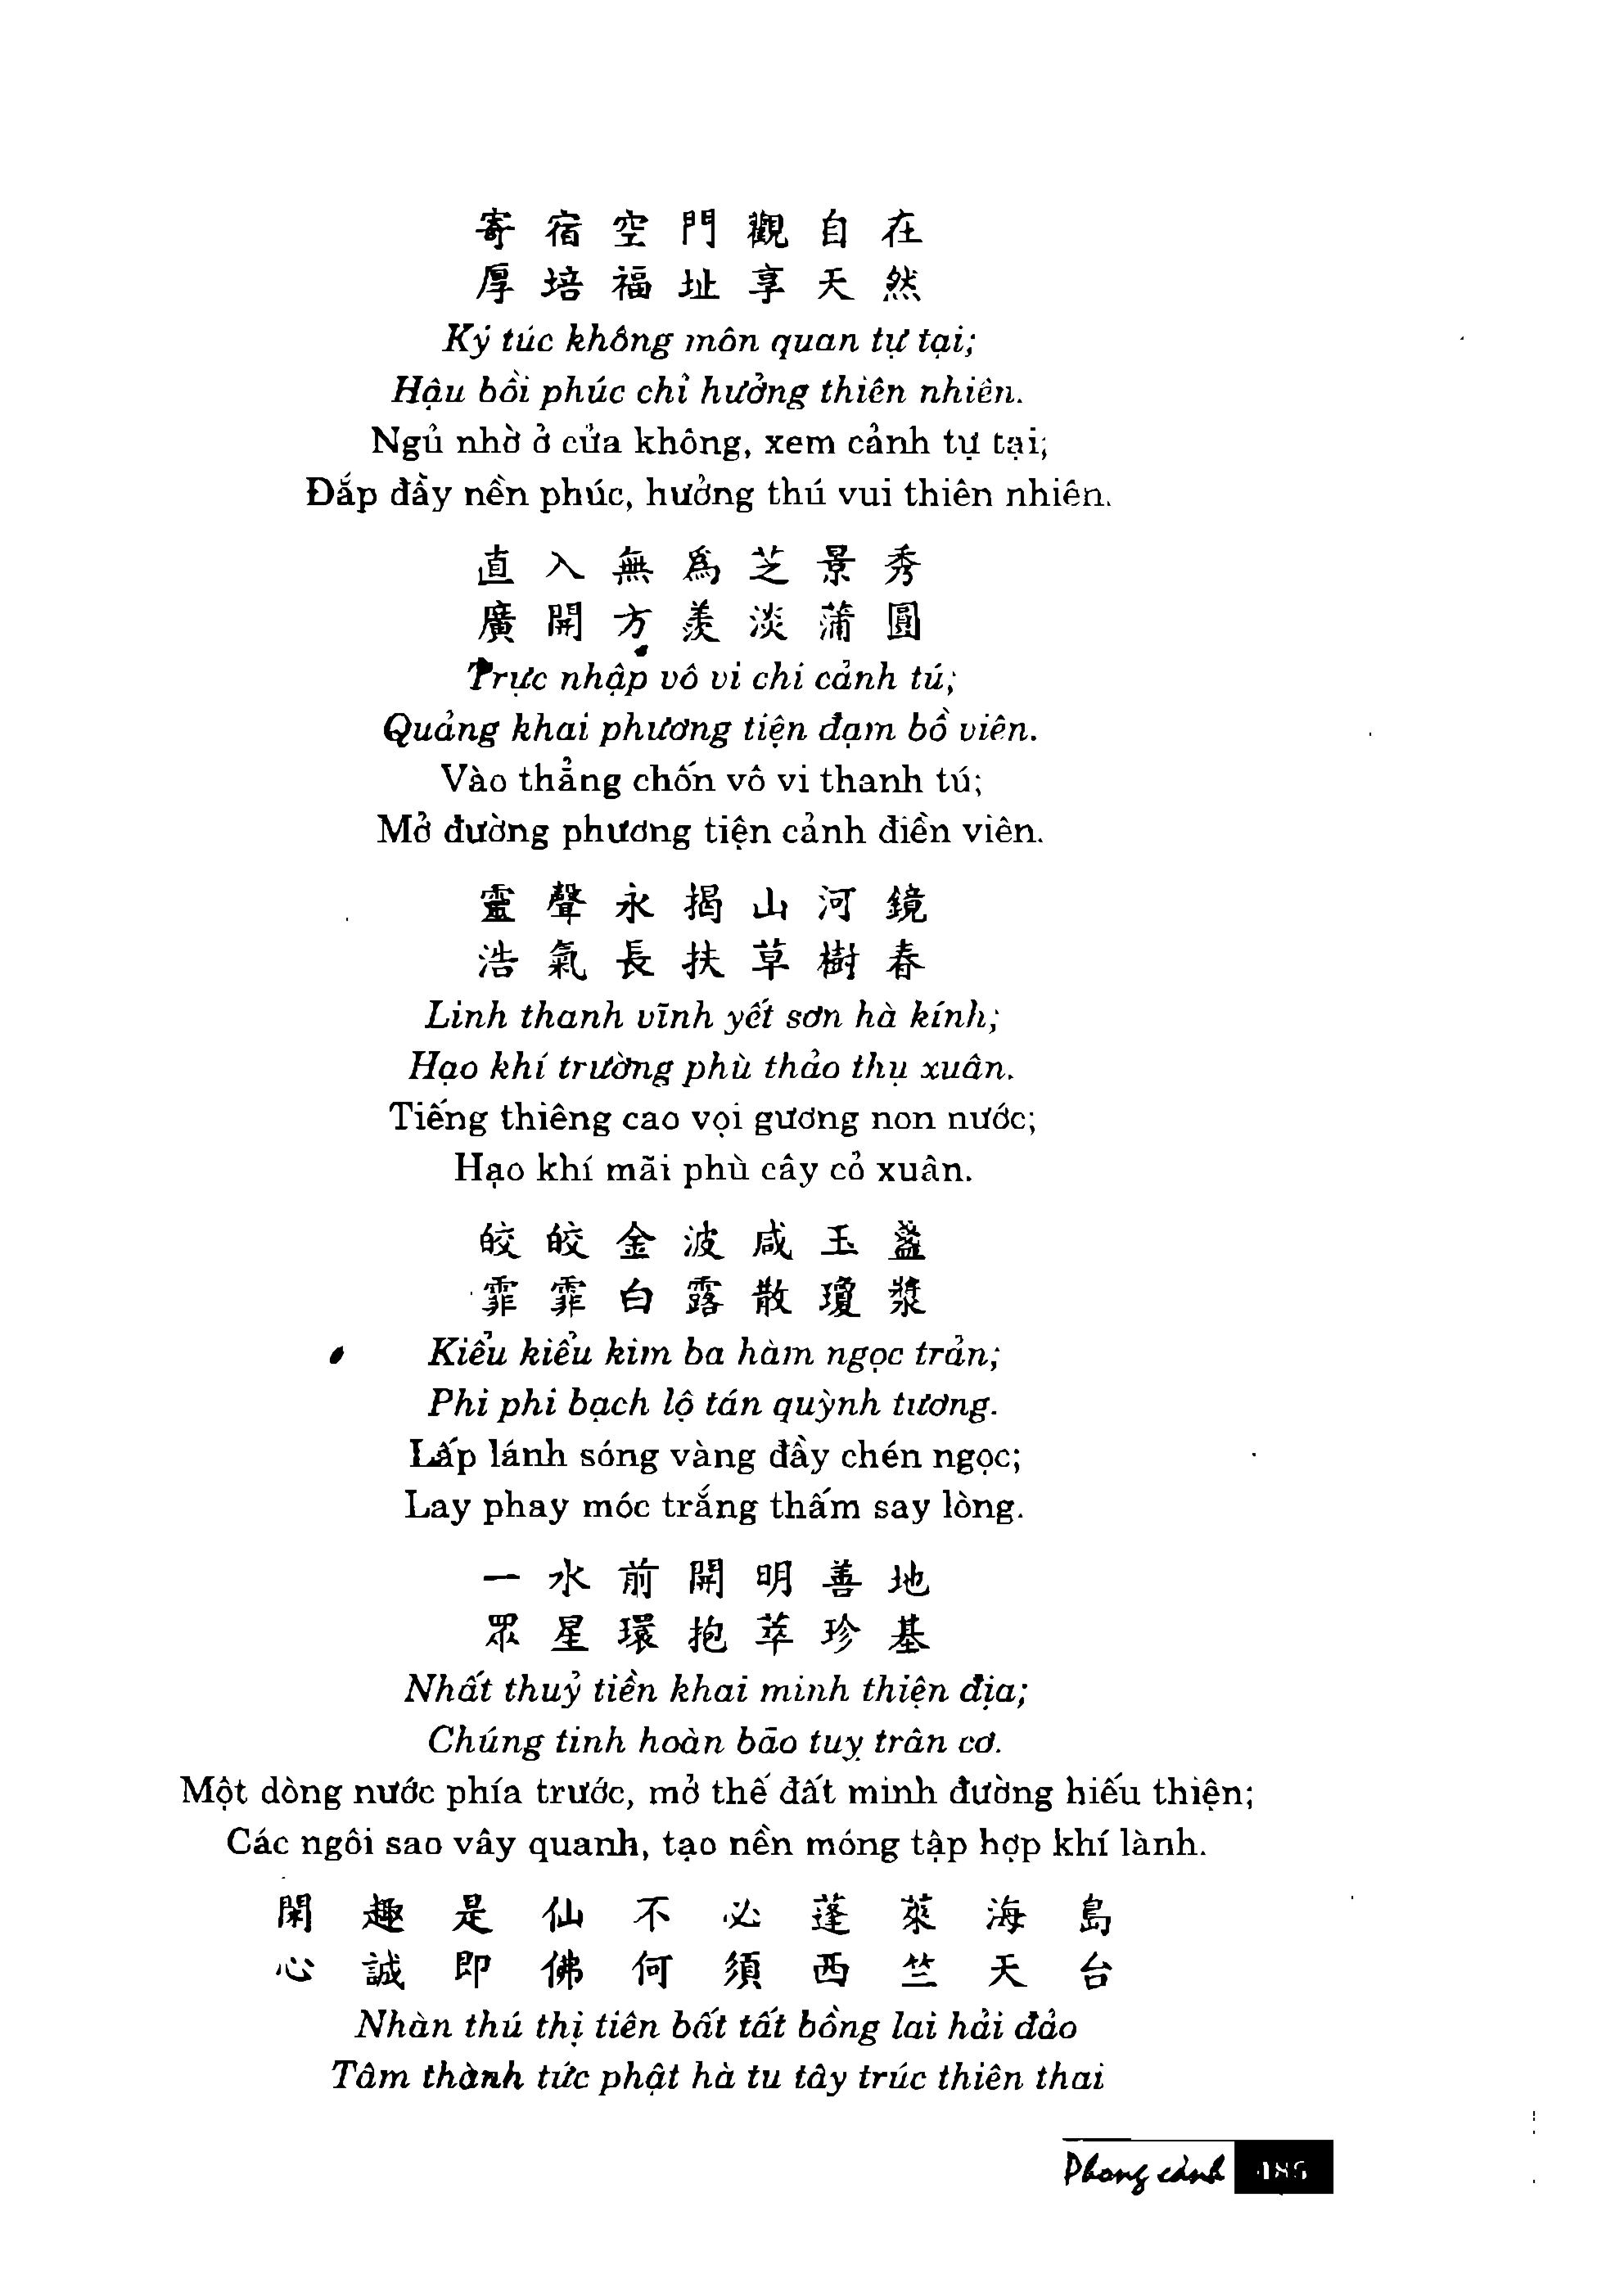 寄宿空門觀自在
厚培福址享天然
Ký túc không môn quan tự tại;
Hậu bồi phúc chỉ hưởng thiên nhiên.
Ngủ nhờ ở cửa không, xem cảnh tự tại;
Đắp đầy nền phúc, hưởng thú vui thiên nhiên.
直入無爲芝景秀
廣開方羨淡蒲圓
Trực nhập vô vi chi cảnh tú;
Quảng khai phương tiện đạm bồ viên.
Vào thẳng chốn vô vi thanh tú;
Mở đường phương tiện cảnh điền viên.
靈聲永揭山河鏡
浩氣長扶草樹春
Linh thanh vĩnh yết sơn hà kính;
Hạo khí trường phù thảo thụ xuân.
Tiếng thiêng cao vọi gương non nước;
Hạo khí mãi phù cây cỏ xuân.
皎皎金波咸玉盞
霏霏白露散瓊漿
Kiểu kiểu kim ba hàm ngọc trản;
Phi phi bạch lộ tán quỳnh tương.
Lấp lánh sóng vàng đầy chén ngọc;
Lay phay móc trắng thấm say lòng.
一水前開明善地
眾星環抱萃珍基
Nhất thuỷ tiền khai minh thiện địa;
Chúng tinh hoàn bão tuy trân cơ.
Một dòng nước phía trước, mở thế đất minh đường hiếu thiện;
Các ngôi sao vây quanh, tạo nền móng tập hợp khí lành.
閑趣是仙不必蓬萊海島
心誠即佛何須西竺天台
Nhàn thú thị tiên bất tất bồng lai hải đảo
Tâm thành tức phật hà tu tây trúc thiên thai
Phong cảnh